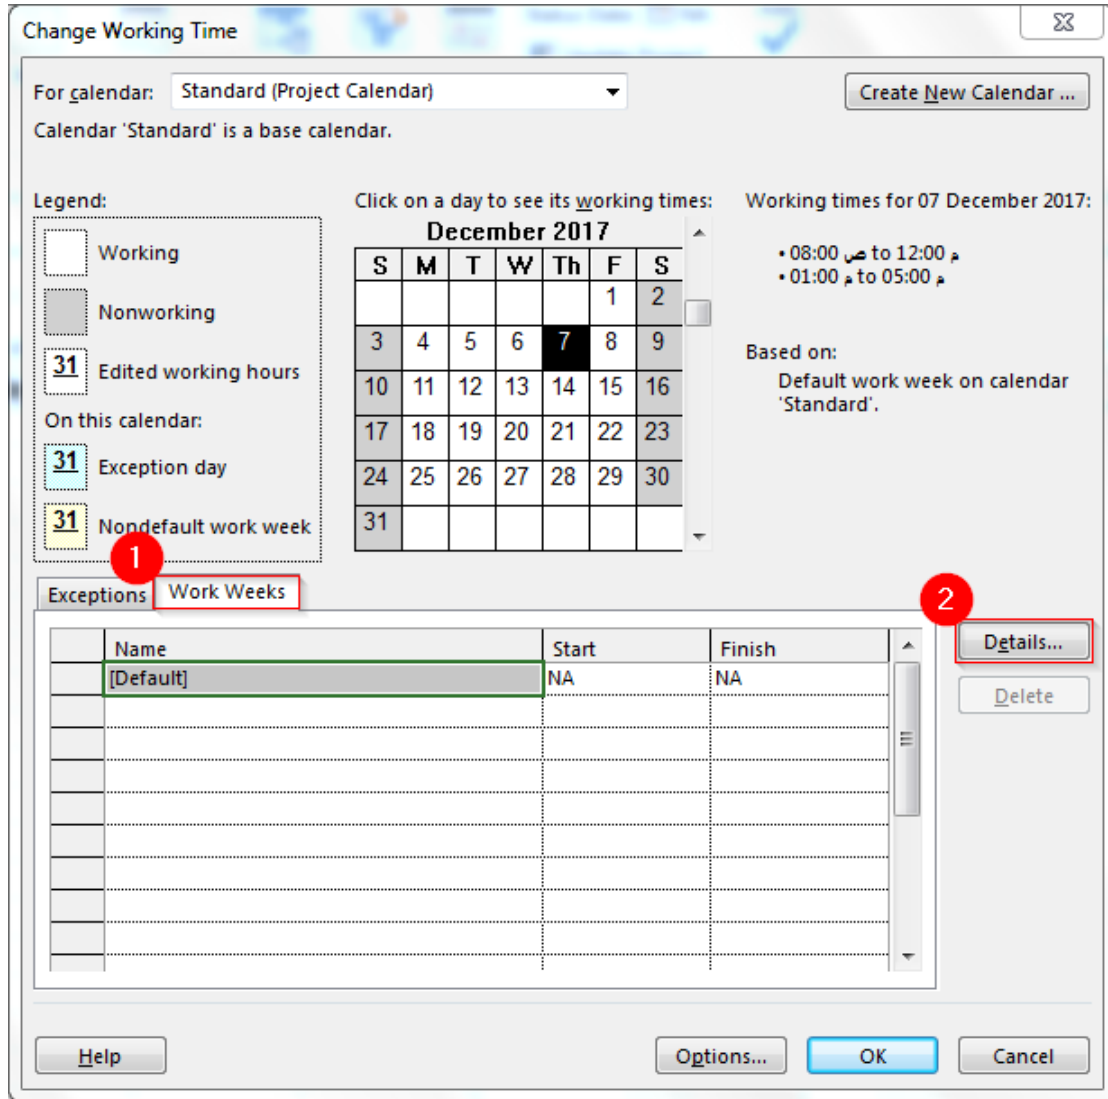 Change Working Time
For calendar: Standard (Project Calendar)
Create New Calendar ...
Calendar 'Standard' is a base calendar.
Legend:
Working
Nonworking
31 Edited working hours
On this calendar:
31 Exception day
31 Nondefault work week
Click on a day to see its working times:
December 2017
S M T W Th F S
1 2
3 4 5 6 7 8 9
10 11 12 13 14 15 16
17 18 19 20 21 22 23
24 25 26 27 28 29 30
31
Working times for 07 December 2017:
• 08:00 ص to 12:00 م
• 01:00 م to 05:00 م
Based on:
Default work week on calendar
'Standard'.
1
Exceptions Work Weeks
2
Name Start Finish
[Default] NA NA
Details...
Delete
Help Options... OK Cancel